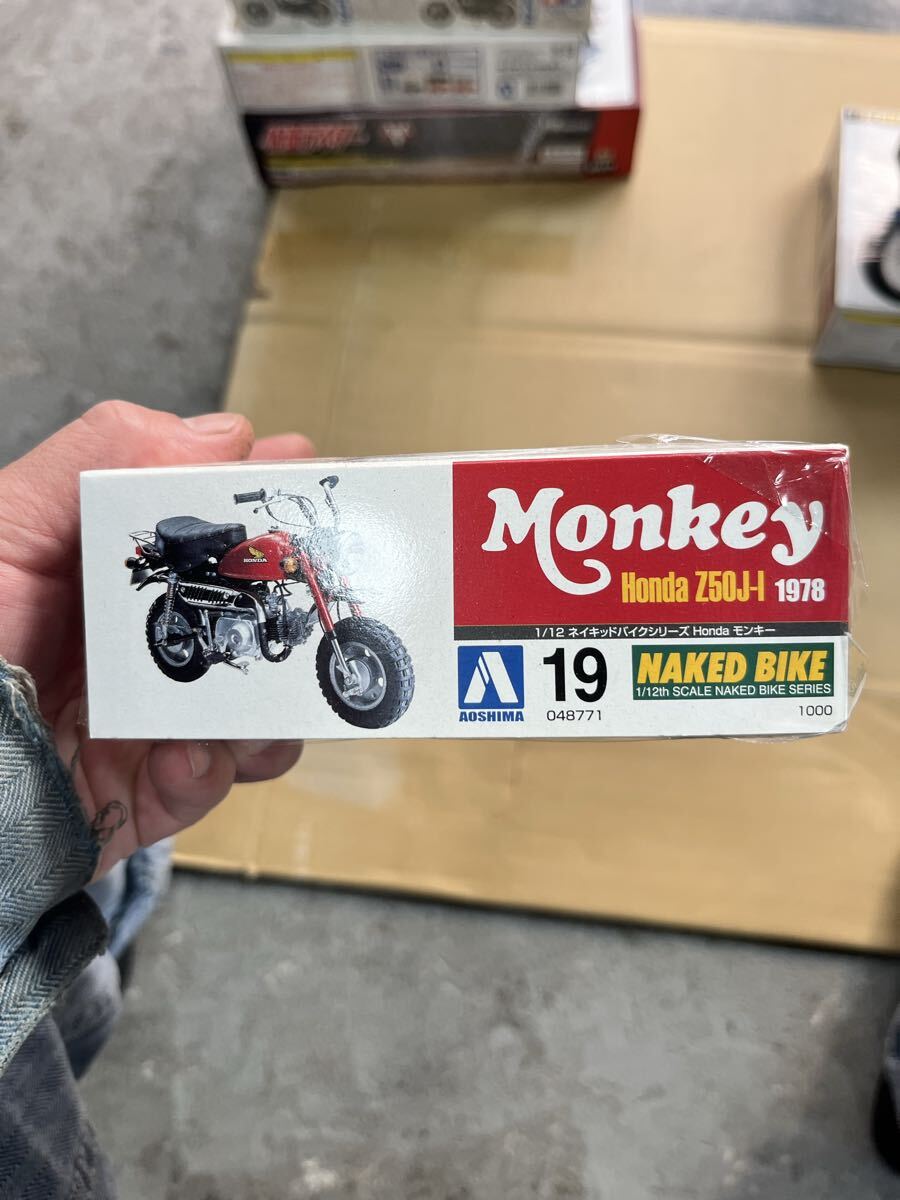 HONDA
Monkey
Honda Z50J-I 1978
1/12 ネイキッドバイクシリーズ Honda モンキー
AOSHIMA
19
048771
NAKED BIKE
1/12th SCALE NAKED BIKE SERIES
1000